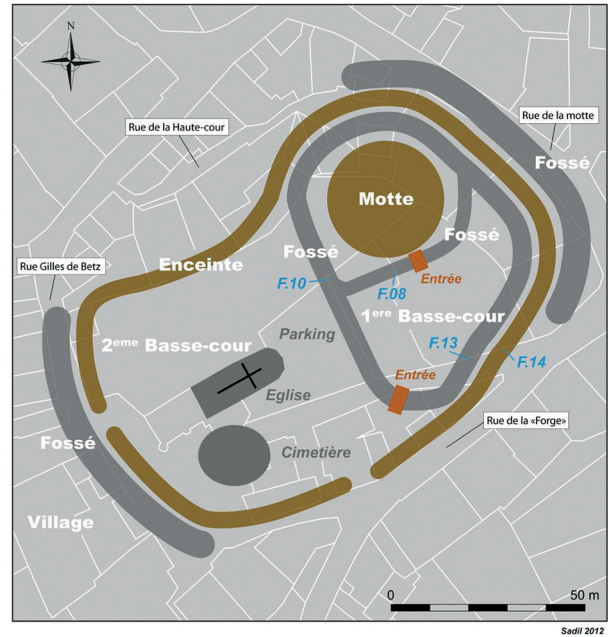 N
Rue de la Haute-cour
Rue de la motte
Fossé
Motte
Fossé
Fossé
Enceinte
Rue Gilles de Betz
F.10
F.08
Entrée
1ere Basse-cour
Parking
2eme Basse-cour
F.13
F.14
Entrée
Eglise
Rue de la «Forge»
Fossé
Cimetière
Village
0
50 m
Sadil 2012